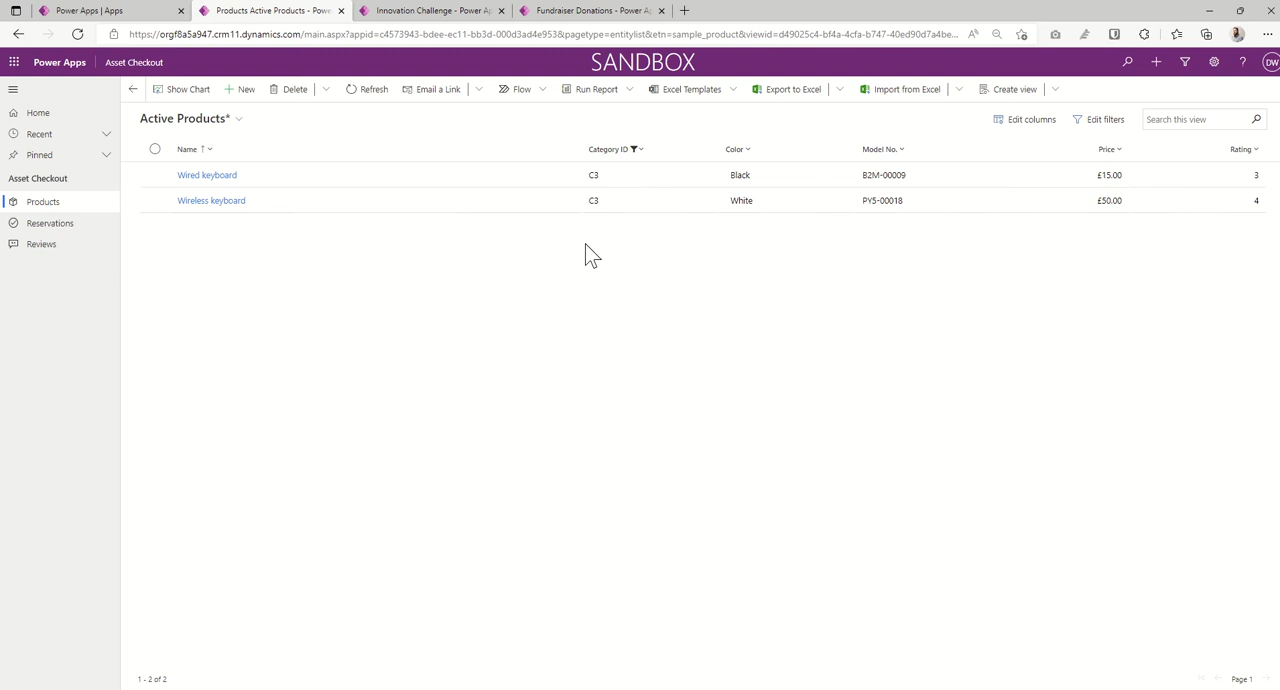 Power Apps | Apps
Products Active Products - Powe
Innovation Challenge - Power Ap
Fundraiser Donations - Power Ap
https://orgf8a5a947.crm11.dynamics.com/main.aspx?appid=c4573943-bdee-ec11-bb3d-000d3ad4e953&pagetype=entitylist&etn=sample_product&viewid=d49025c4-bf4a-4cfa-b747-40ed90d7a4be...
Power Apps Asset Checkout SANDBOX DW
Show Chart New Delete Refresh Email a Link Flow Run Report Excel Templates Export to Excel Import from Excel Create view
Home
Recent
Pinned
Asset Checkout
Products
Reservations
Reviews
Active Products* Edit columns Edit filters Search this view
Name ↑ Category ID Color Model No. Price Rating
Wired keyboard C3 Black B2M-00009 £15.00 3
Wireless keyboard C3 White PY5-00018 £50.00 4
1 - 2 of 2 Page 1